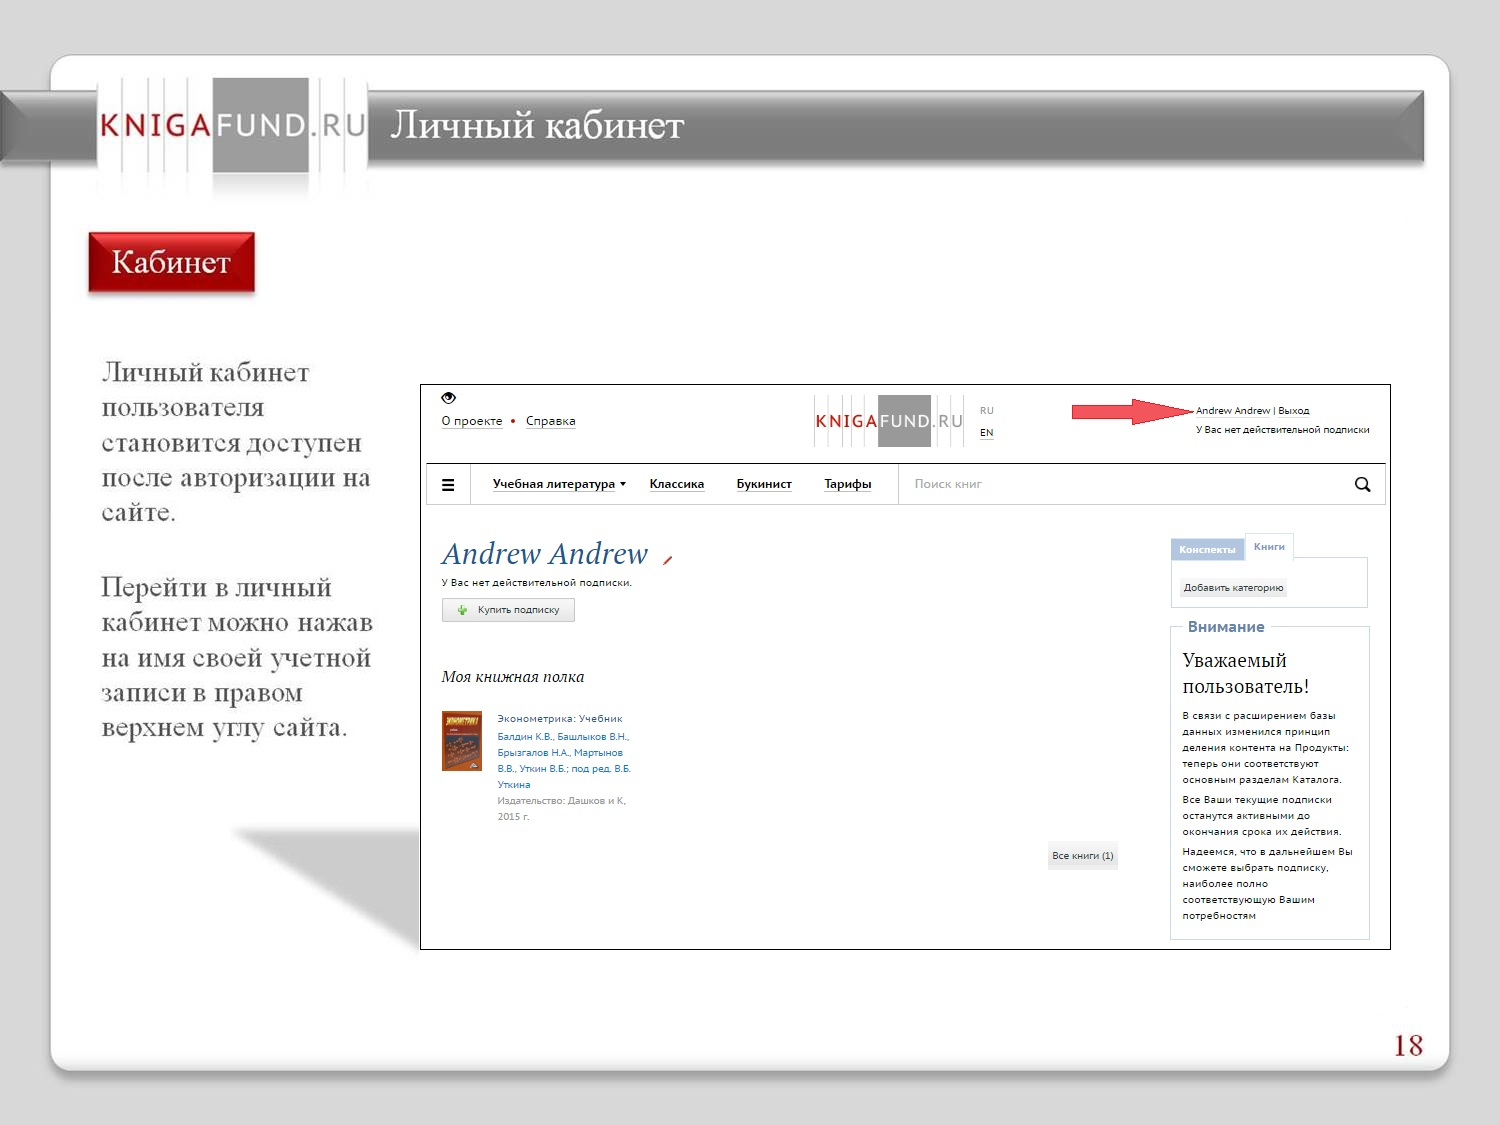 KNIGAFUND.RU
Личный кабинет
Кабинет
Личный кабинет
пользователя
становится доступен
после авторизации на
сайте.
Перейти в личный
кабинет можно нажав
на имя своей учетной
записи в правом
верхнем углу сайта.
О проекте • Справка
KNIGAFUND.RU
RU
EN
Andrew Andrew | Выход
У Вас нет действительной подписки
Учебная литература
Классика
Букинист
Тарифы
Поиск книг
Andrew Andrew
У Вас нет действительной подписки.
Купить подписку
Моя книжная полка
Эконометрика: Учебник
Балдин К.В., Башлыков В.Н.,
Брызгалов Н.А., Мартынов
В.В., Уткин В.Б.; под ред. В.Б.
Уткина
Издательство: Дашков и К,
2015 г.
Все книги (1)
Конспекты
Книги
Добавить категорию
Внимание
Уважаемый
пользователь!
В связи с расширением базы
данных изменился принцип
деления контента на Продукты:
теперь они соответствуют
основным разделам Каталога.
Все Ваши текущие подписки
останутся активными до
окончания срока их действия.
Надеемся, что в дальнейшем Вы
сможете выбрать подписку,
наиболее полно
соответствующую Вашим
потребностям
18